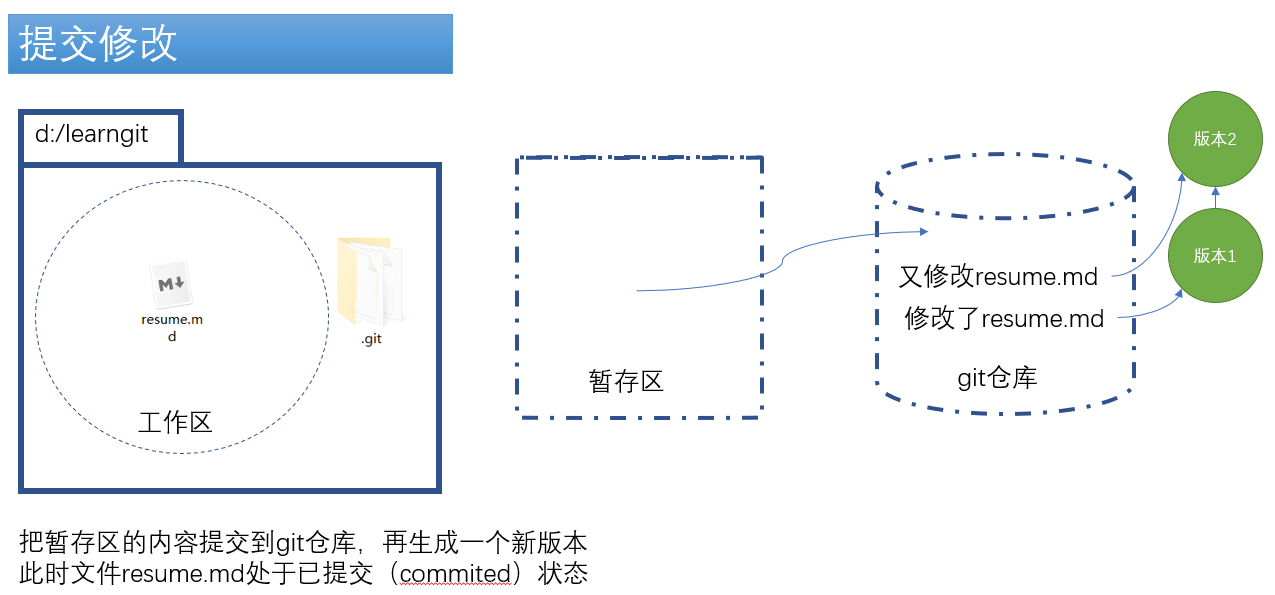 提交修改
d:/learngit
resume.m
d
.git
工作区
暂存区
又修改resume.md
修改了resume.md
git仓库
版本2
版本1
把暂存区的内容提交到git仓库，再生成一个新版本
此时文件resume.md处于已提交（commited）状态